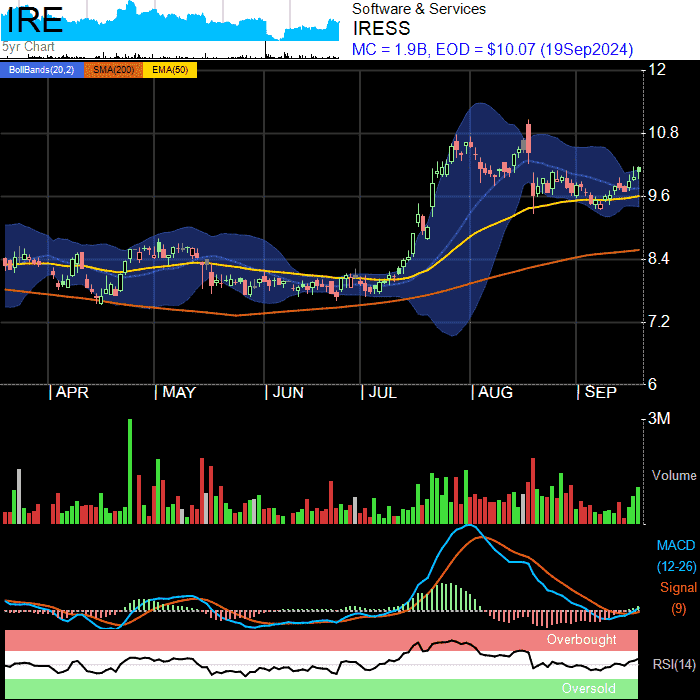 IRE
5yr Chart
Software & Services
IRESS
MC = 1.9B, EOD = $10.07 (19Sep2024)
BollBands(20,2) SMA(200) EMA(50)
12
10.8
9.6
8.4
7.2
6
APR MAY JUN JUL AUG SEP
3M
Volume
MACD
(12-26)
Signal
(9)
Overbought
RSI(14)
Oversold